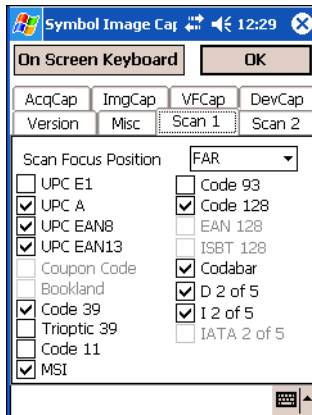 Symbol Image Cap 12:29
On Screen Keyboard OK
AcqCap ImgCap VFCap DevCap
Version Misc Scan 1 Scan 2
Scan Focus Position FAR
UPC E1 Code 93
UPC A Code 128
UPC EAN8 EAN 128
UPC EAN13 ISBT 128
Coupon Code Codabar
Bookland D 2 of 5
Code 39 I 2 of 5
Trioptic 39 IATA 2 of 5
Code 11
MSI